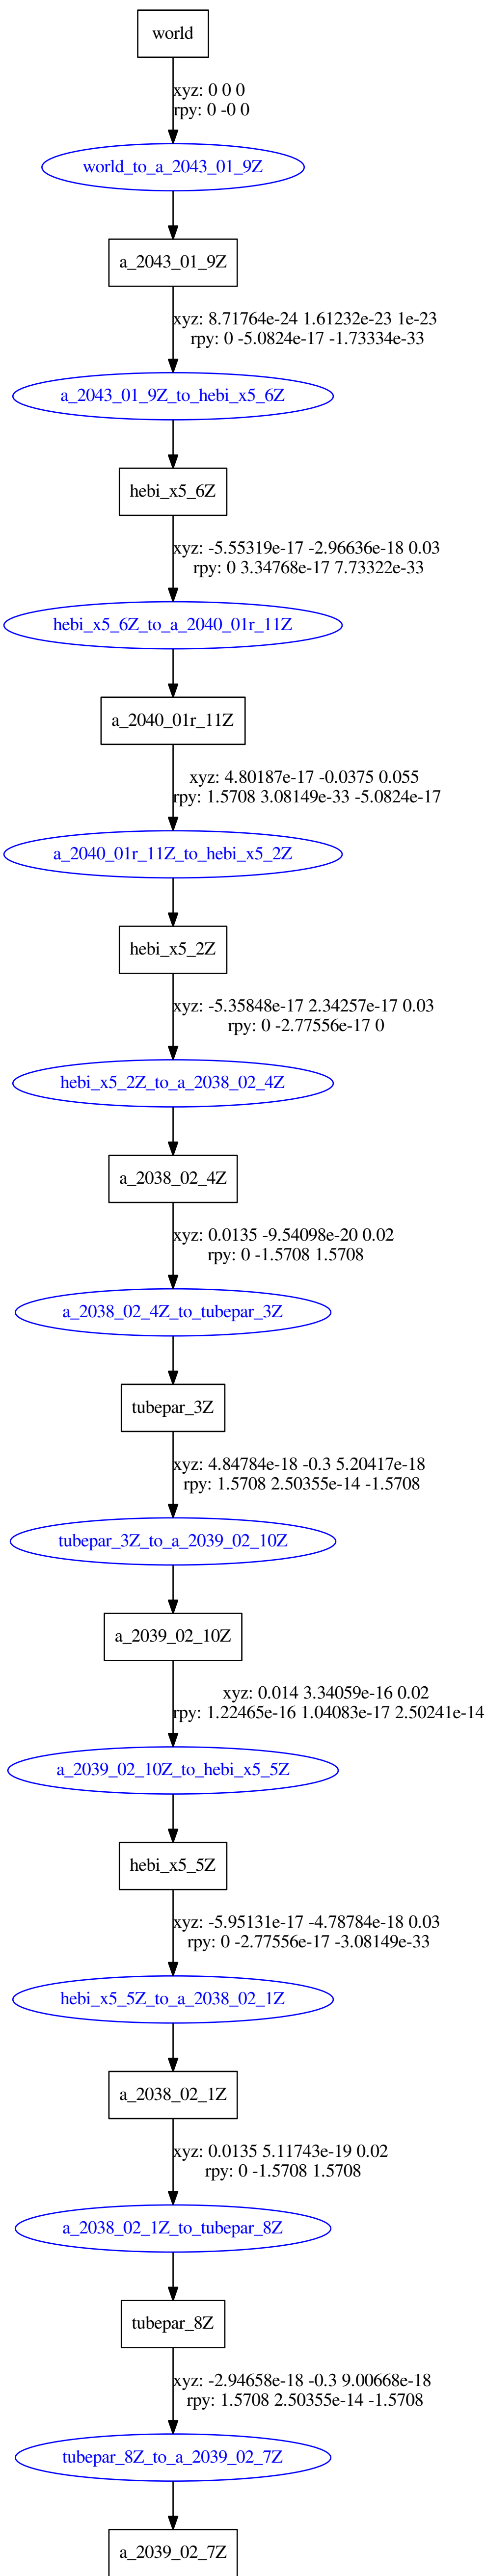 world
xyz: 0 0 0
rpy: 0 -0 0
world_to_a_2043_01_9Z
a_2043_01_9Z
xyz: 8.71764e-24 1.61232e-23 1e-23
rpy: 0 -5.0824e-17 -1.73334e-33
a_2043_01_9Z_to_hebi_x5_6Z
hebi_x5_6Z
xyz: -5.55319e-17 -2.96636e-18 0.03
rpy: 0 3.34768e-17 7.73322e-33
hebi_x5_6Z_to_a_2040_01r_11Z
a_2040_01r_11Z
xyz: 4.80187e-17 -0.0375 0.055
rpy: 1.5708 3.08149e-33 -5.0824e-17
a_2040_01r_11Z_to_hebi_x5_2Z
hebi_x5_2Z
xyz: -5.35848e-17 2.34257e-17 0.03
rpy: 0 -2.77556e-17 0
hebi_x5_2Z_to_a_2038_02_4Z
a_2038_02_4Z
xyz: 0.0135 -9.54098e-20 0.02
rpy: 0 -1.5708 1.5708
a_2038_02_4Z_to_tubepar_3Z
tubepar_3Z
xyz: 4.84784e-18 -0.3 5.20417e-18
rpy: 1.5708 2.50355e-14 -1.5708
tubepar_3Z_to_a_2039_02_10Z
a_2039_02_10Z
xyz: 0.014 3.34059e-16 0.02
rpy: 1.22465e-16 1.04083e-17 2.50241e-14
a_2039_02_10Z_to_hebi_x5_5Z
hebi_x5_5Z
xyz: -5.95131e-17 -4.78784e-18 0.03
rpy: 0 -2.77556e-17 -3.08149e-33
hebi_x5_5Z_to_a_2038_02_1Z
a_2038_02_1Z
xyz: 0.0135 5.11743e-19 0.02
rpy: 0 -1.5708 1.5708
a_2038_02_1Z_to_tubepar_8Z
tubepar_8Z
xyz: -2.94658e-18 -0.3 9.00668e-18
rpy: 1.5708 2.50355e-14 -1.5708
tubepar_8Z_to_a_2039_02_7Z
a_2039_02_7Z